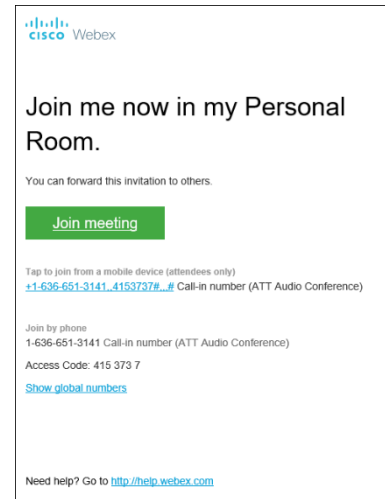 cisco Webex
Join me now in my Personal
Room.
You can forward this invitation to others.
Join meeting
Tap to join from a mobile device (attendees only)
+1-636-651-3141,,4153737#,,,# Call-in number (ATT Audio Conference)
Join by phone
1-636-651-3141 Call-in number (ATT Audio Conference)
Access Code: 415 373 7
Show global numbers
Need help? Go to http://help.webex.com